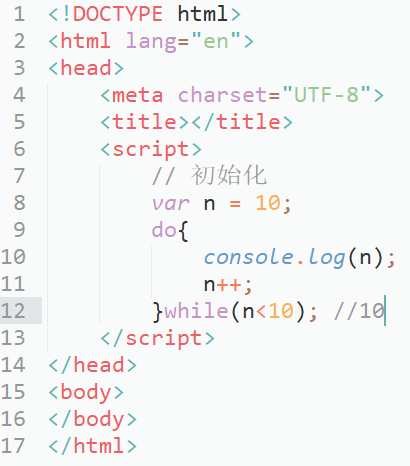 1 <!DOCTYPE html>
2 <html lang="en">
3 <head>
4     <meta charset="UTF-8">
5     <title></title>
6     <script>
7         // 初始化
8         var n = 10;
9         do{
10             console.log(n);
11             n++;
12         }while(n<10); //10
13     </script>
14 </head>
15 <body>
16 </body>
17 </html>